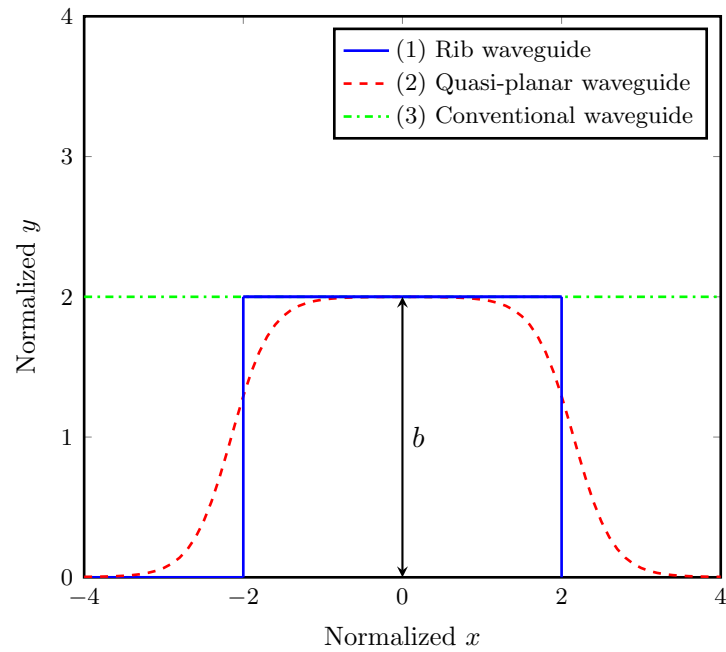 4
(1) Rib waveguide
(2) Quasi-planar waveguide
(3) Conventional waveguide
3
Normalized y
2
b
1
0
−4 −2 0 2 4
Normalized x